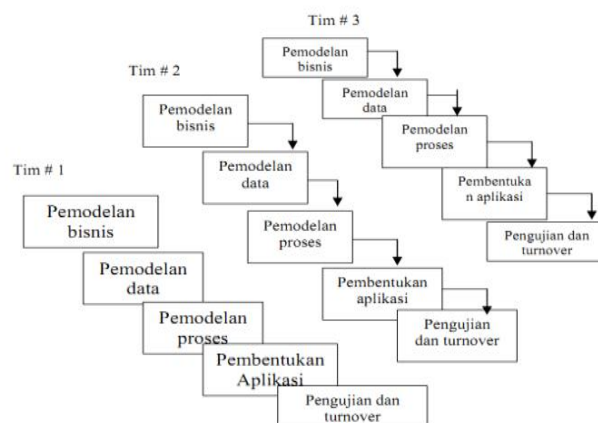 Tim # 1
Pemodelan
bisnis
Pemodelan
data
Pemodelan
proses
Pembentukan
Aplikasi
Pengujian dan
turnover
Tim # 2
Pemodelan
bisnis
Pemodelan
data
Pemodelan
proses
Pembentukan
aplikasi
Pengujian
dan turnover
Tim # 3
Pemodelan
bisnis
Pemodelan
data
Pemodelan
proses
Pembentuka
n aplikasi
Pengujian dan
turnover